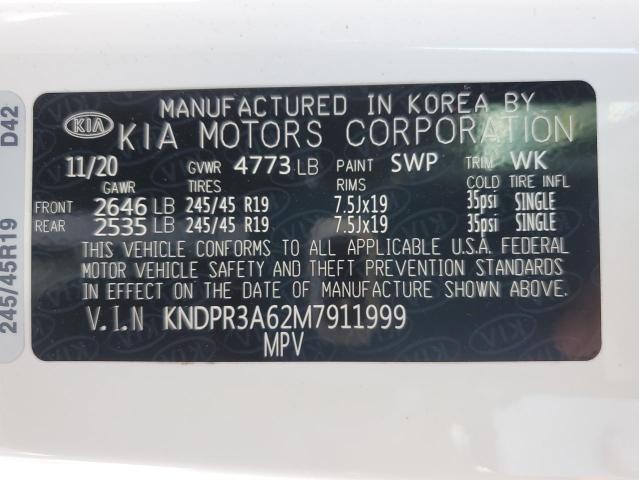 D42
245/45R19
KIA
MANUFACTURED IN KOREA BY
KIA MOTORS CORPORATION
11/20 GVWR 4773 LB PAINT SWP TRIM WK
GAWR TIRES RIMS COLD TIRE INFL
FRONT 2646 LB 245/45 R19 7.5Jx19 35psi SINGLE
REAR 2535 LB 245/45 R19 7.5Jx19 35psi SINGLE
THIS VEHICLE CONFORMS TO ALL APPLICABLE U.S.A. FEDERAL
MOTOR VEHICLE SAFETY AND THEFT PREVENTION STANDARDS
IN EFFECT ON THE DATE OF MANUFACTURE SHOWN ABOVE.
V.I.N KNDPR3A62M7911999
MPV